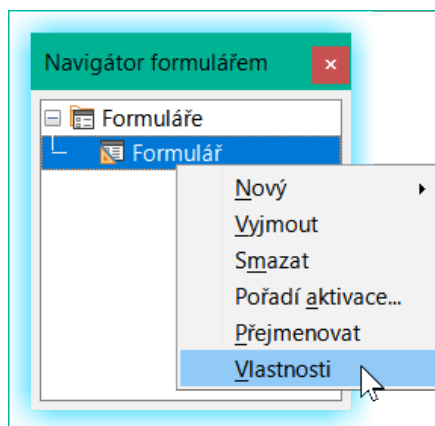 Navigátor formulářem
Formuláře
Formulář
Nový
Vyjmout
Smazat
Pořadí aktivace...
Přejmenovat
Vlastnosti